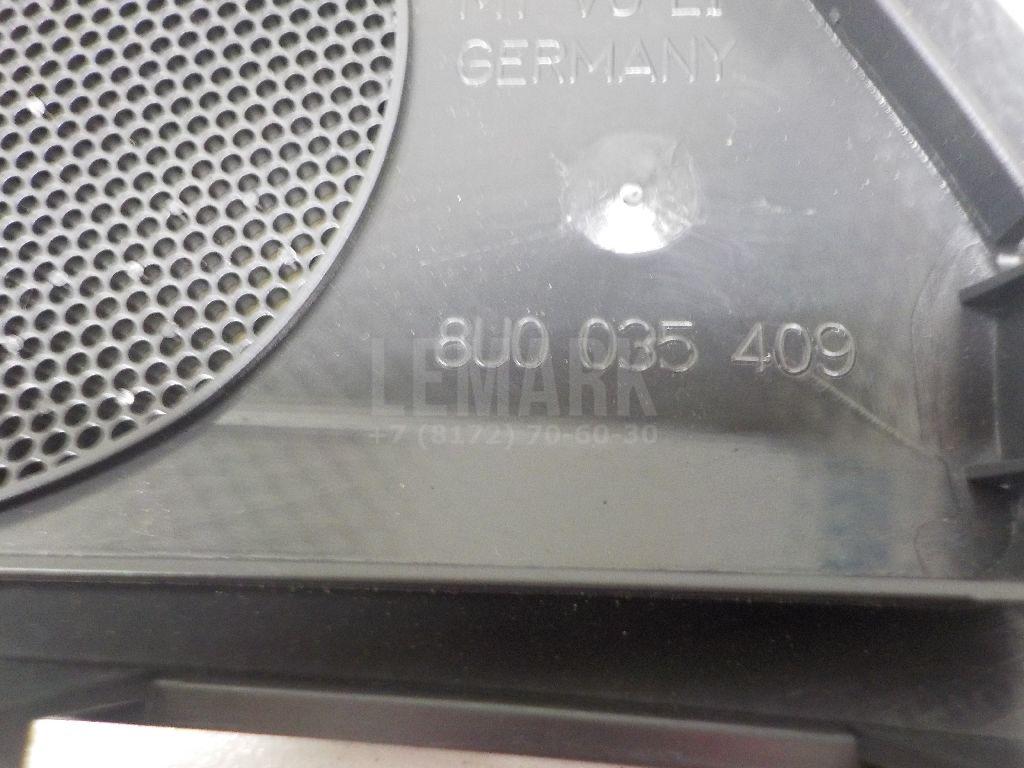 GERMANY
8U0 035 409
LEMARK
+7 (8172) 70-60-30